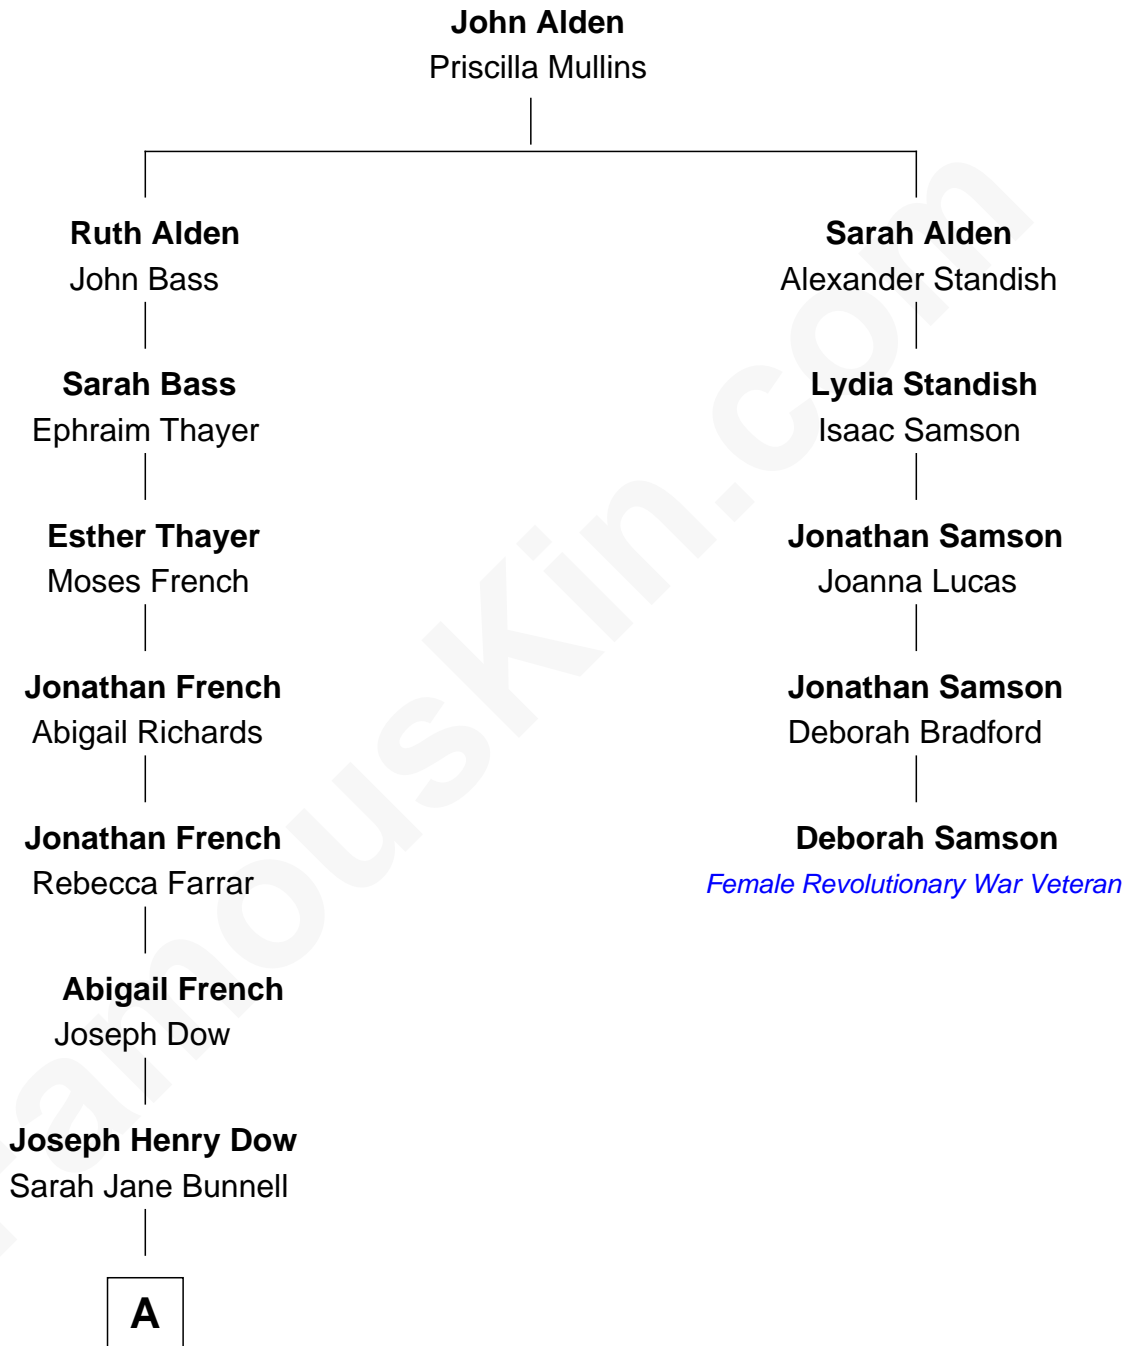 John Alden
Priscilla Mullins
Ruth Alden
John Bass
Sarah Alden
Alexander Standish
Sarah Bass
Ephraim Thayer
Lydia Standish
Isaac Samson
Esther Thayer
Moses French
Jonathan Samson
Joanna Lucas
Jonathan French
Abigail Richards
Jonathan Samson
Deborah Bradford
Jonathan French
Rebecca Farrar
Deborah Samson
Female Revolutionary War Veteran
Abigail French
Joseph Dow
Joseph Henry Dow
Sarah Jane Bunnell
A
FamousKin.com